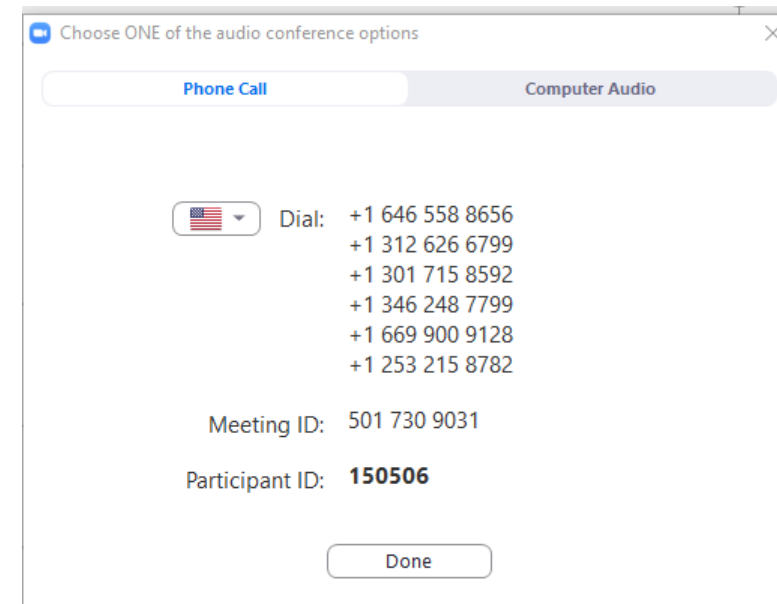 Choose ONE of the audio conference options
Phone Call
Computer Audio
Dial: +1 646 558 8656
+1 312 626 6799
+1 301 715 8592
+1 346 248 7799
+1 669 900 9128
+1 253 215 8782
Meeting ID: 501 730 9031
Participant ID: 150506
Done